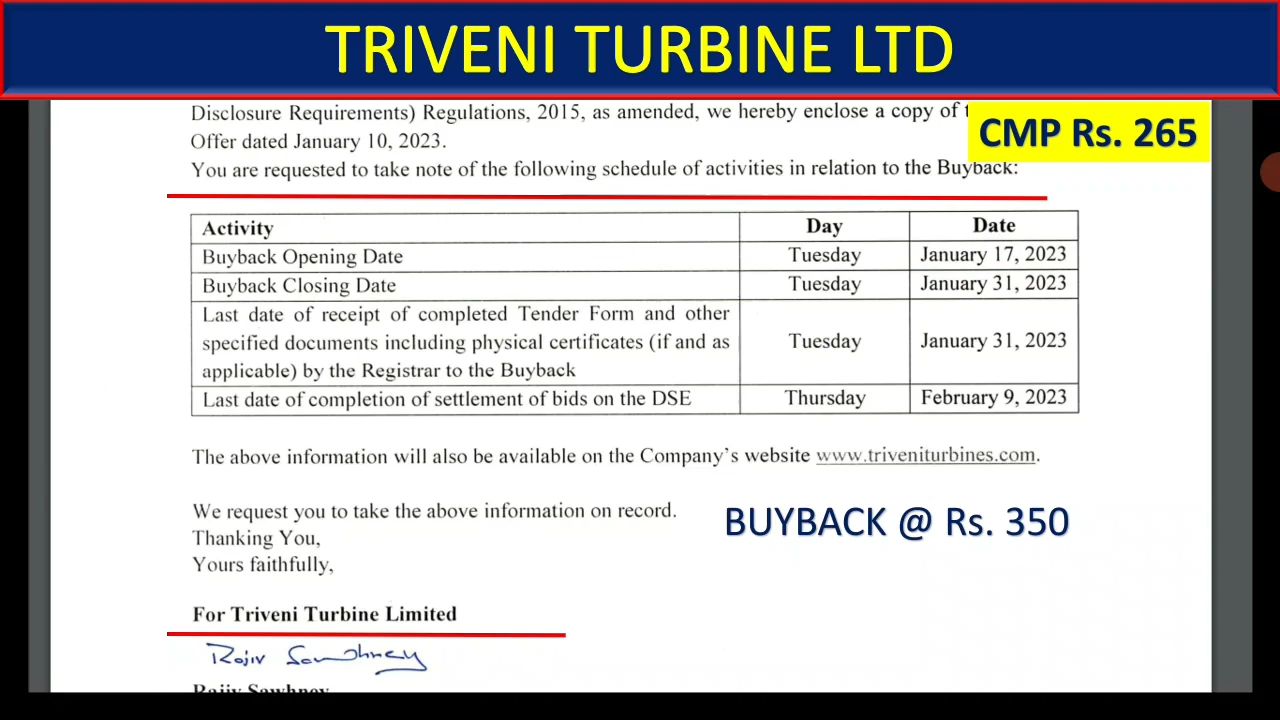 TRIVENI TURBINE LTD
Disclosure Requirements) Regulations, 2015, as amended, we hereby enclose a copy of
CMP Rs. 265
Offer dated January 10, 2023.
You are requested to take note of the following schedule of activities in relation to the Buyback:
Activity Day Date
Buyback Opening Date Tuesday January 17, 2023
Buyback Closing Date Tuesday January 31, 2023
Last date of receipt of completed Tender Form and other
specified documents including physical certificates (if and as Tuesday January 31, 2023
applicable) by the Registrar to the Buyback
Last date of completion of settlement of bids on the DSE Thursday February 9, 2023
The above information will also be available on the Company's website www.triveniturbines.com.
We request you to take the above information on record.
BUYBACK @ Rs. 350
Thanking You,
Yours faithfully,
For Triveni Turbine Limited
Rajiv Sawhney
Rajiv Sawhney